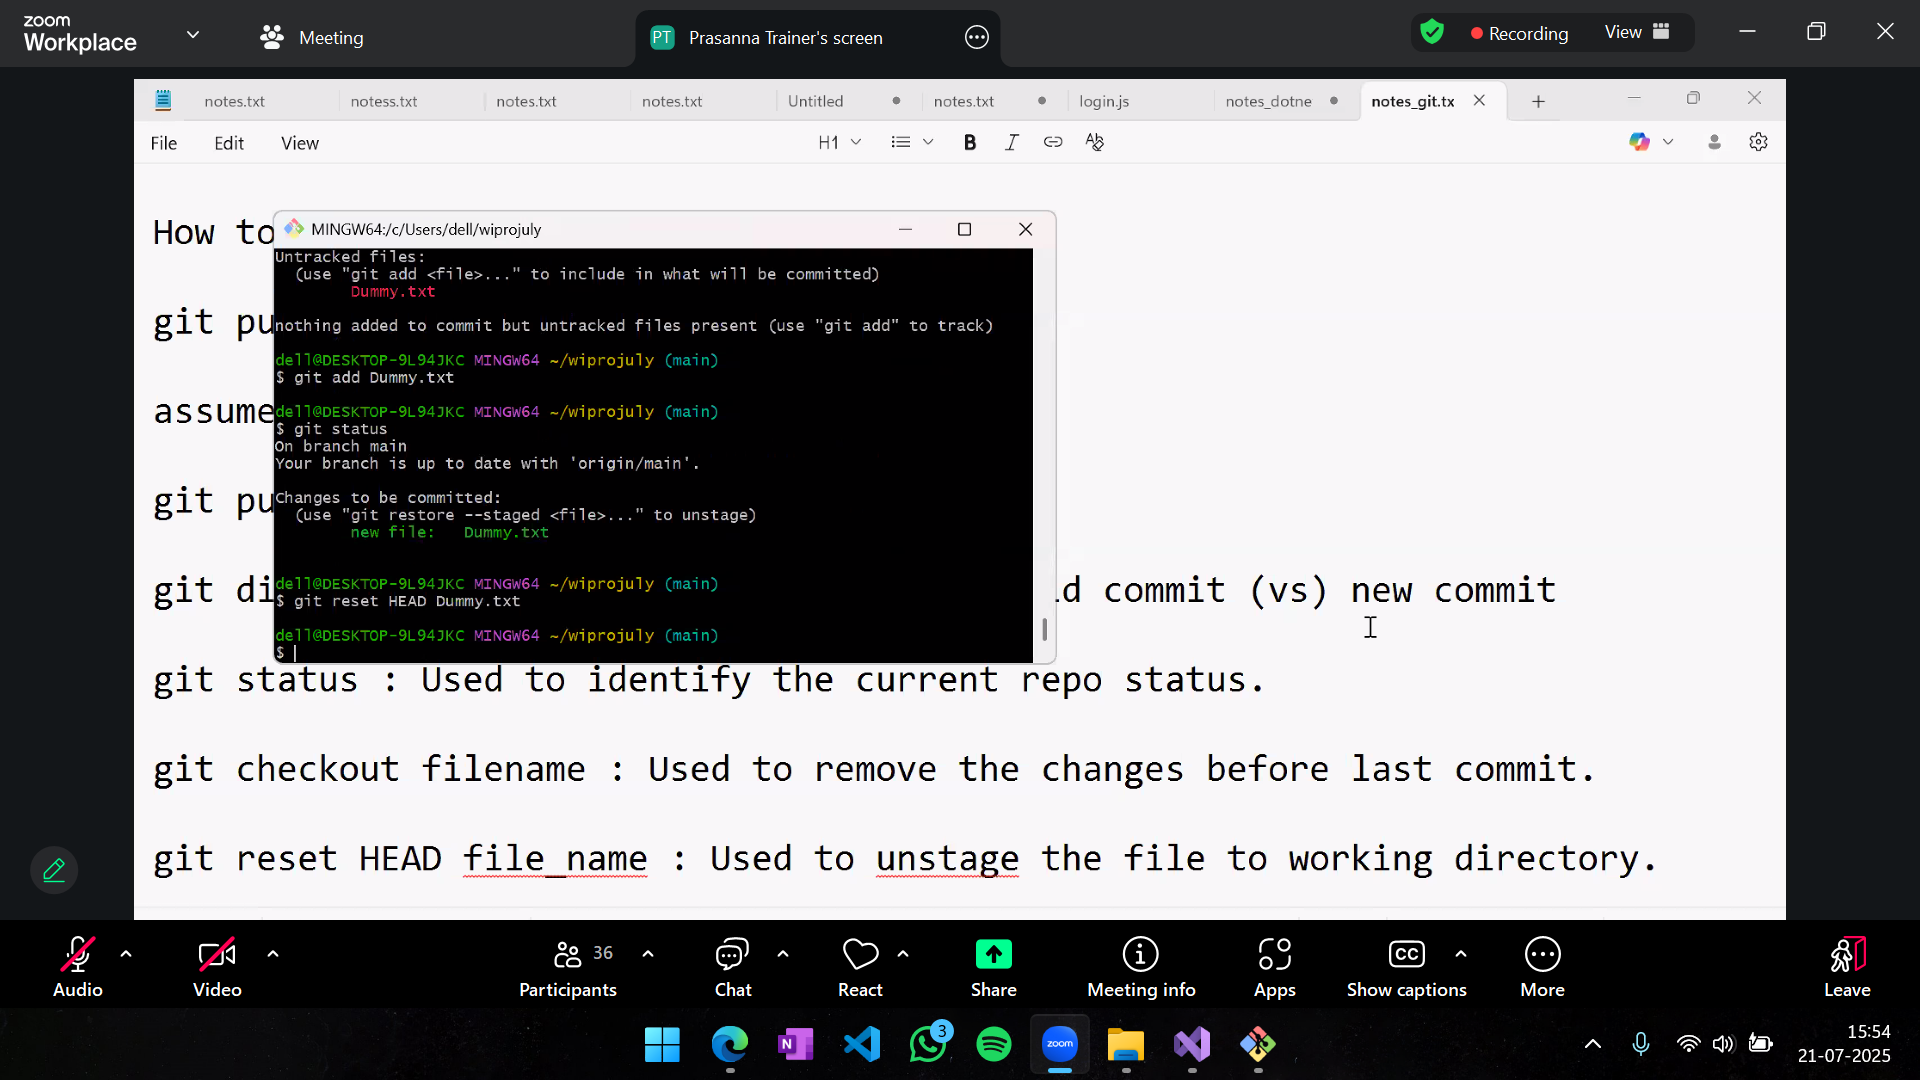 zoom
Workplace
Meeting
PT Prasanna Trainer's screen
Recording
View
notes.txt
notess.txt
notes.txt
notes.txt
Untitled
notes.txt
login.js
notes_dotne
notes_git.tx
File Edit View
H1
How to
git pu
assume
git pu
git di
d commit (vs) new commit
git status : Used to identify the current repo status.
git checkout filename : Used to remove the changes before last commit.
git reset HEAD file_name : Used to unstage the file to working directory.
MINGW64:/c/Users/dell/wiprojuly
Untracked files:
(use "git add <file>..." to include in what will be committed)
Dummy.txt
nothing added to commit but untracked files present (use "git add" to track)
dell@DESKTOP-9L94JKC MINGW64 ~/wiprojuly (main)
$ git add Dummy.txt
dell@DESKTOP-9L94JKC MINGW64 ~/wiprojuly (main)
$ git status
On branch main
Your branch is up to date with 'origin/main'.
Changes to be committed:
(use "git restore --staged <file>..." to unstage)
new file:   Dummy.txt
dell@DESKTOP-9L94JKC MINGW64 ~/wiprojuly (main)
$ git reset HEAD Dummy.txt
dell@DESKTOP-9L94JKC MINGW64 ~/wiprojuly (main)
$
Audio
Video
36
Participants
Chat
React
Share
Meeting info
Apps
CC
Show captions
More
Leave
N
3
zoom
15:54
21-07-2025